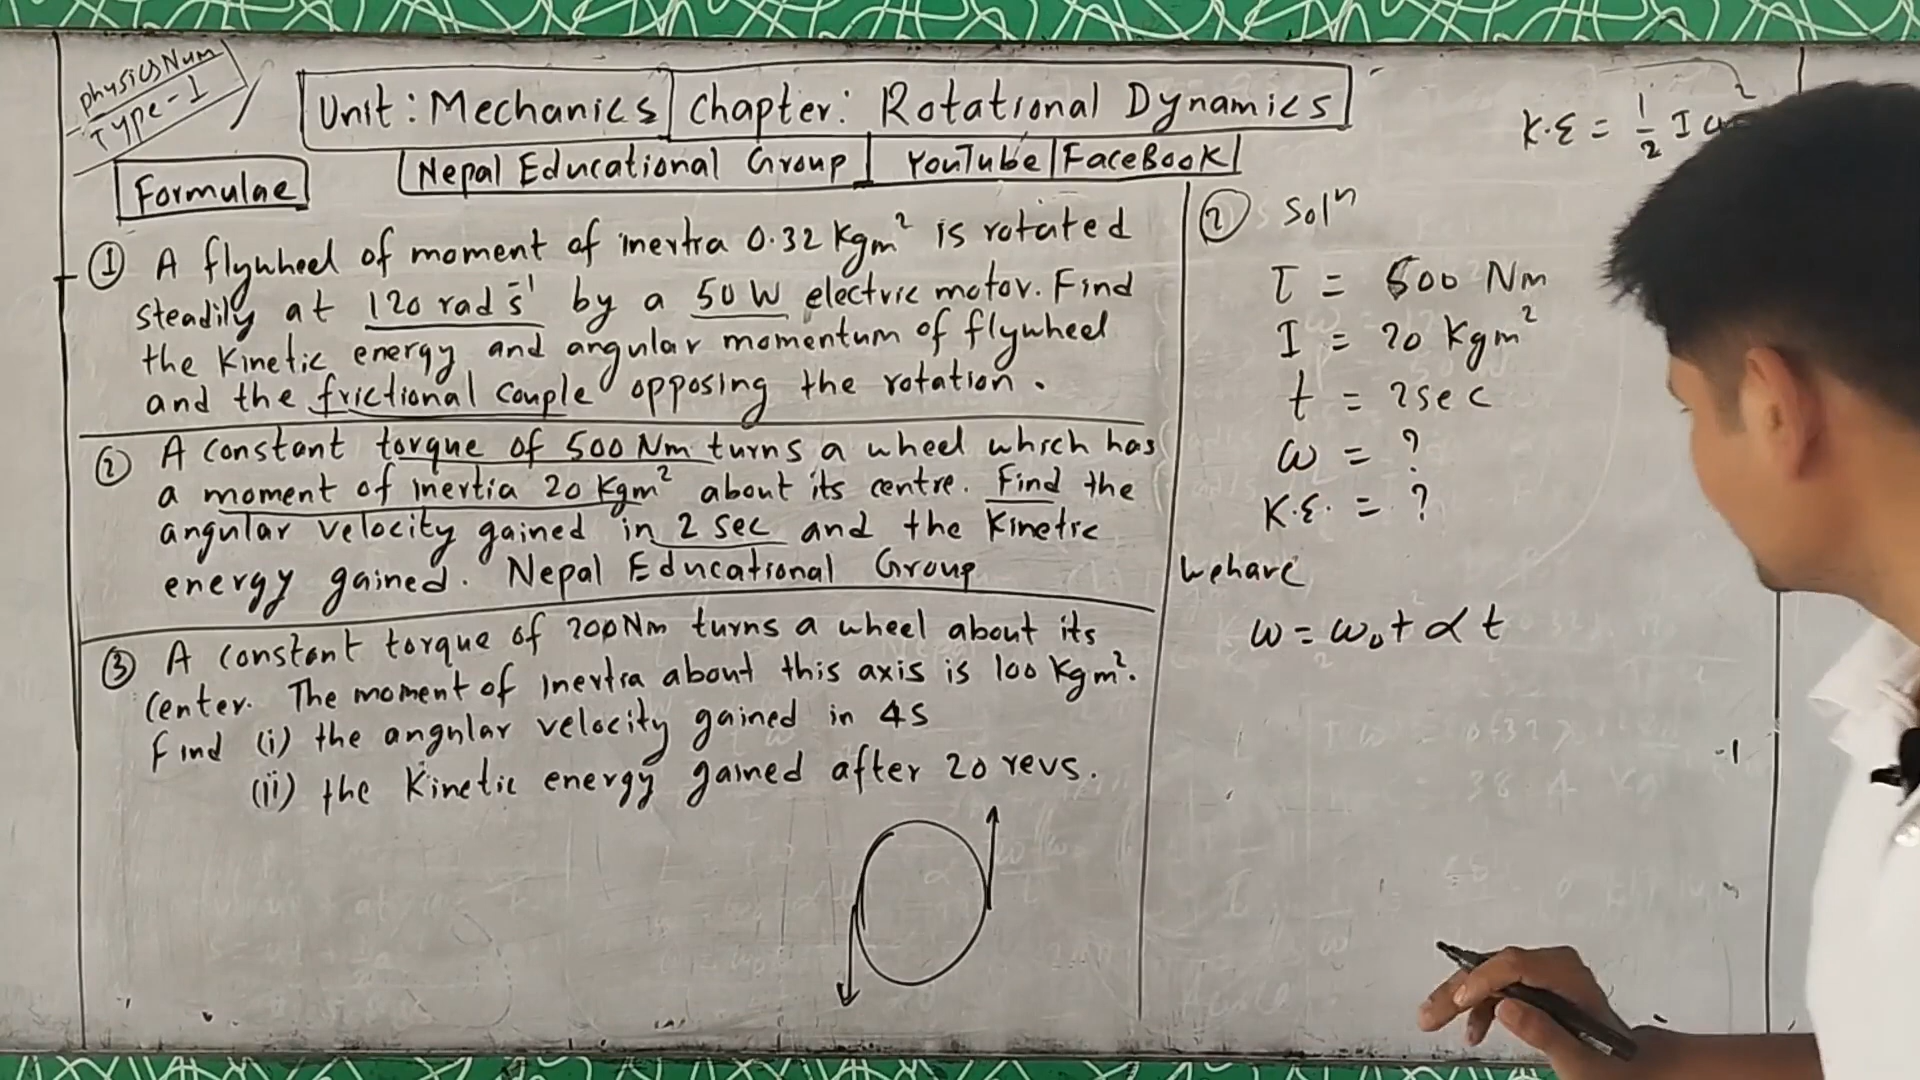 physics Num
Type-1
Unit: Mechanics Chapter: Rotational Dynamics
Nepal Educational Group YouTube|FaceBook|
Formulae
① A flywheel of moment of inertia 0.32 Kgm² is rotated
steadily at 120 rad s⁻¹ by a 50 W electric motor. Find
the kinetic energy and angular momentum of flywheel
and the frictional couple opposing the rotation.
② A constant torque of 500 Nm turns a wheel which has
a moment of inertia 20 Kgm² about its centre. Find the
angular velocity gained in 2 sec and the Kinetic
energy gained. Nepal Educational Group
③ A constant torque of 200Nm turns a wheel about its
center. The moment of inertia about this axis is 100 Kgm².
Find (i) the angular velocity gained in 4s
(ii) the Kinetic energy gained after 20 revs.
K.E = 1/2 I ω²
② Solⁿ
τ = 500 Nm
I = 20 Kgm²
t = 2sec
ω = ?
K.E. = ?
We have
ω = ω₀ + α t
-1